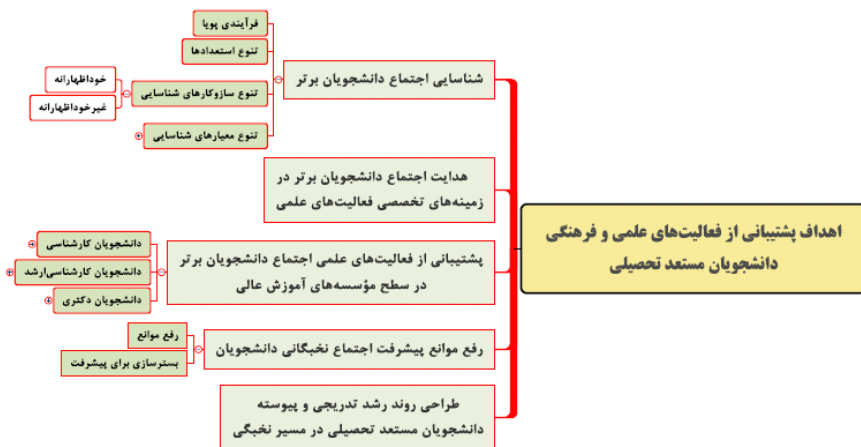 اهداف پشتیبانی از فعالیت‌های علمی و فرهنگی
دانشجویان مستعد تحصیلی
شناسایی اجتماع دانشجویان برتر
فرآیندی پویا
تنوع استعدادها
تنوع سازوکارهای شناسایی
خوداظهارانه
غیرخوداظهارانه
تنوع معیارهای شناسایی
هدایت اجتماع دانشجویان برتر در
زمینه‌های تخصصی فعالیت‌های علمی
پشتیبانی از فعالیت‌های علمی اجتماع دانشجویان برتر
در سطح مؤسسه‌های آموزش عالی
دانشجویان کارشناسی
دانشجویان کارشناسی‌ارشد
دانشجویان دکتری
رفع موانع پیشرفت اجتماع نخبگانی دانشجویان
رفع موانع
بسترسازی برای پیشرفت
طراحی روند رشد تدریجی و پیوسته
دانشجویان مستعد تحصیلی در مسیر نخبگی